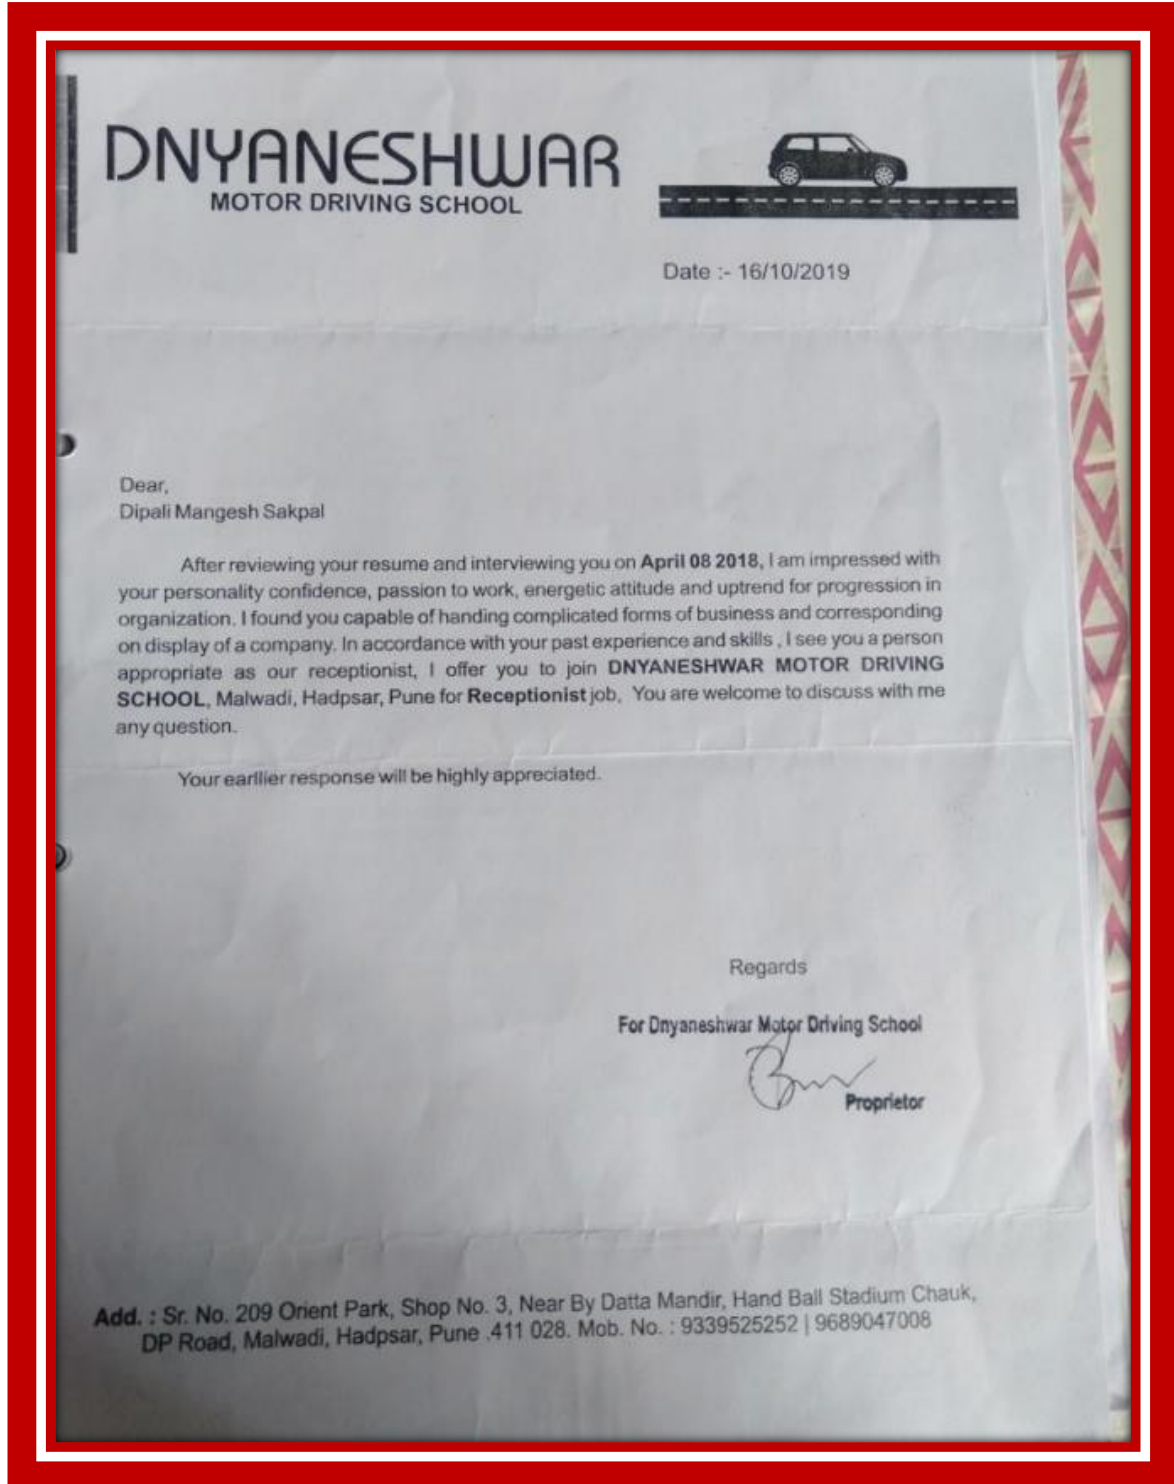 DNYANESHWAR
MOTOR DRIVING SCHOOL
Date :- 16/10/2019
Dear,
Dipali Mangesh Sakpal
After reviewing your resume and interviewing you on April 08 2018, I am impressed with
your personality confidence, passion to work, energetic attitude and uptrend for progression in
organization. I found you capable of handing complicated forms of business and corresponding
on display of a company. In accordance with your past experience and skills , I see you a person
appropriate as our receptionist, I offer you to join DNYANESHWAR MOTOR DRIVING
SCHOOL, Malwadi, Hadpsar, Pune for Receptionist job, You are welcome to discuss with me
any question.
Your earllier response will be highly appreciated.
Regards
For Dnyaneshwar Motor Driving School
Proprietor
Add. : Sr. No. 209 Orient Park, Shop No. 3, Near By Datta Mandir, Hand Ball Stadium Chauk,
DP Road, Malwadi, Hadpsar, Pune .411 028. Mob. No. : 9339525252 | 9689047008